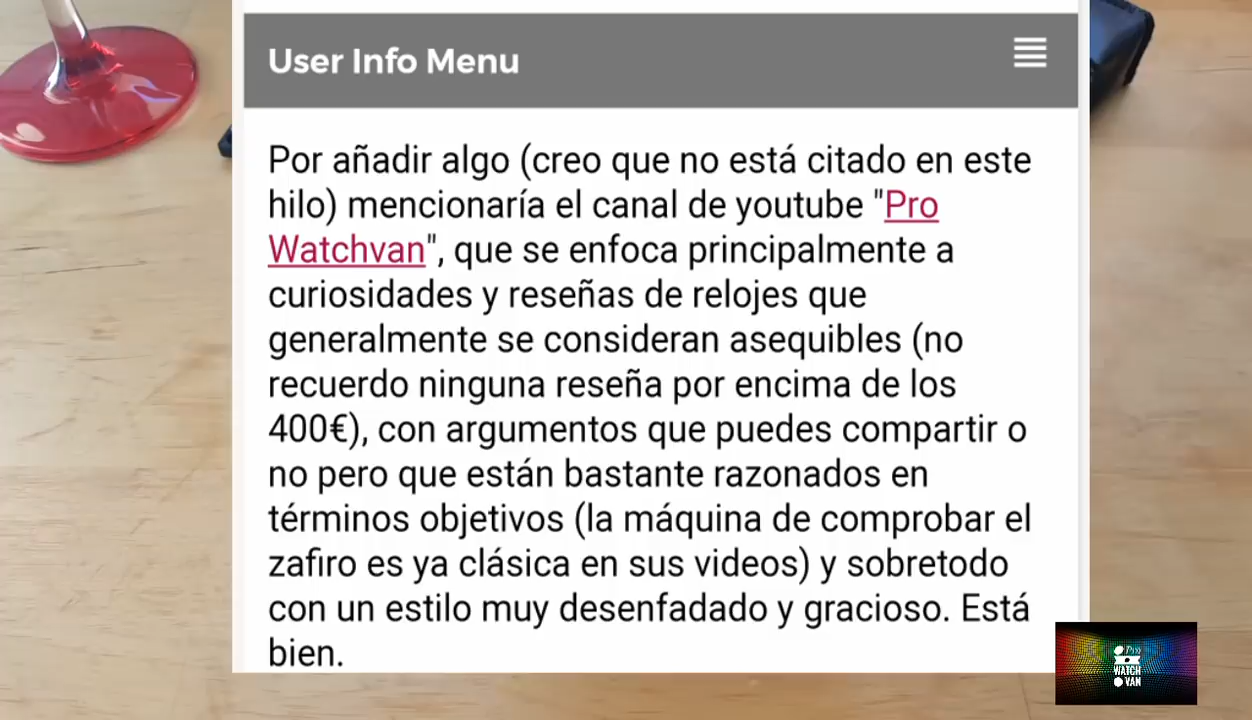 User Info Menu
Por añadir algo (creo que no está citado en este
hilo) mencionaría el canal de youtube "Pro
Watchvan", que se enfoca principalmente a
curiosidades y reseñas de relojes que
generalmente se consideran asequibles (no
recuerdo ninguna reseña por encima de los
400€), con argumentos que puedes compartir o
no pero que están bastante razonados en
términos objetivos (la máquina de comprobar el
zafiro es ya clásica en sus videos) y sobretodo
con un estilo muy desenfadado y gracioso. Está
bien.
WATCH
VAN